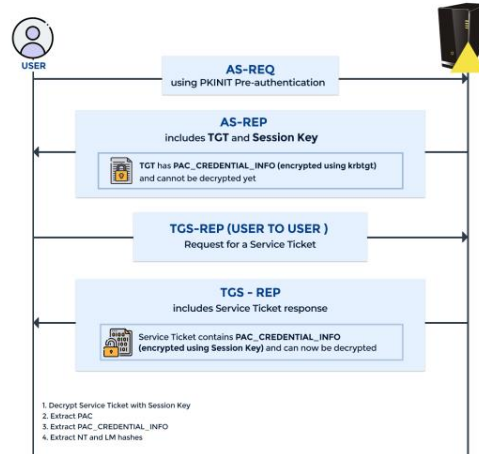 USER
AS-REQ
using PKINIT Pre-authentication
AS-REP
includes TGT and Session Key
TGT has PAC_CREDENTIAL_INFO (encrypted using krbtgt)
and cannot be decrypted yet
TGS-REP (USER TO USER )
Request for a Service Ticket
TGS - REP
includes Service Ticket response
Service Ticket contains PAC_CREDENTIAL_INFO
(encrypted using Session Key) and can now be decrypted
1. Decrypt Service Ticket with Session Key
2. Extract PAC
3. Extract PAC_CREDENTIAL_INFO
4. Extract NT and LM hashes